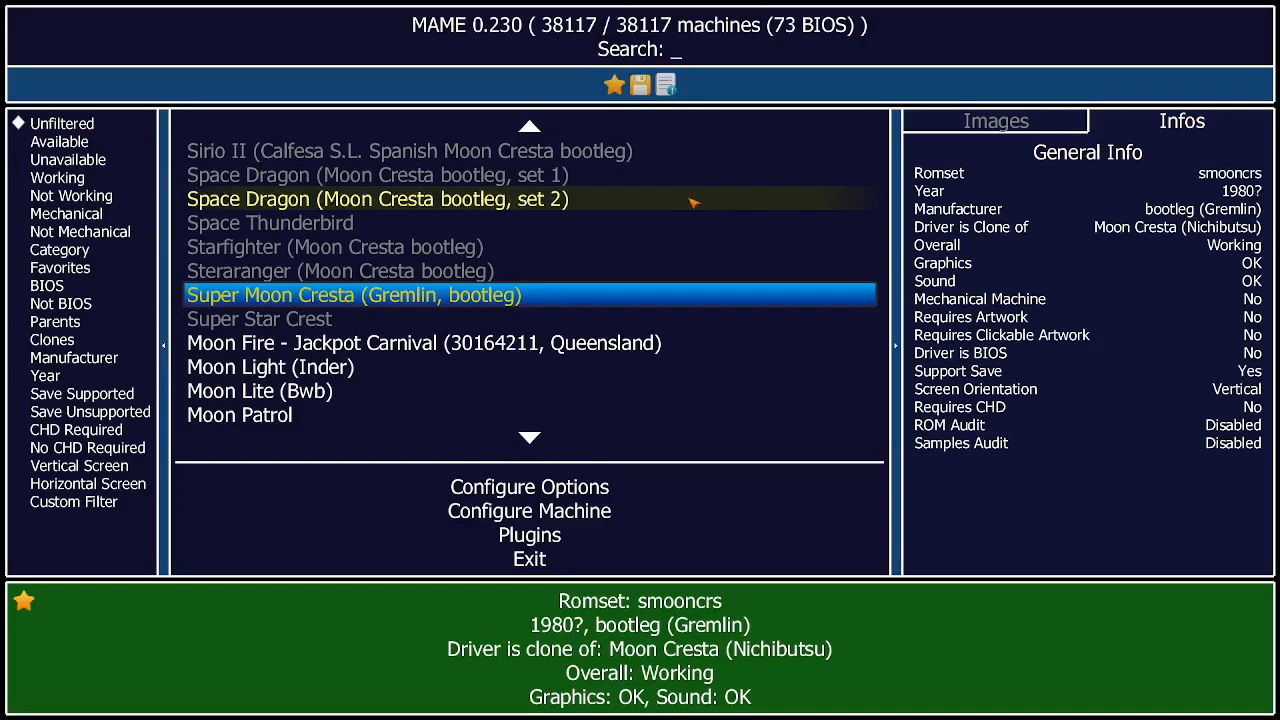 MAME 0.230 ( 38117 / 38117 machines (73 BIOS) )
Search: _
Unfiltered
Available
Unavailable
Working
Not Working
Mechanical
Not Mechanical
Category
Favorites
BIOS
Not BIOS
Parents
Clones
Manufacturer
Year
Save Supported
Save Unsupported
CHD Required
No CHD Required
Vertical Screen
Horizontal Screen
Custom Filter
Sirio II (Calfesa S.L. Spanish Moon Cresta bootleg)
Space Dragon (Moon Cresta bootleg, set 1)
Space Dragon (Moon Cresta bootleg, set 2)
Space Thunderbird
Starfighter (Moon Cresta bootleg)
Steraranger (Moon Cresta bootleg)
Super Moon Cresta (Gremlin, bootleg)
Super Star Crest
Moon Fire - Jackpot Carnival (30164211, Queensland)
Moon Light (Inder)
Moon Lite (Bwb)
Moon Patrol
Configure Options
Configure Machine
Plugins
Exit
Images Infos
General Info
Romset smooncrs
Year 1980?
Manufacturer bootleg (Gremlin)
Driver is Clone of Moon Cresta (Nichibutsu)
Overall Working
Graphics OK
Sound OK
Mechanical Machine No
Requires Artwork No
Requires Clickable Artwork No
Driver is BIOS No
Support Save Yes
Screen Orientation Vertical
Requires CHD No
ROM Audit Disabled
Samples Audit Disabled
Romset: smooncrs
1980?, bootleg (Gremlin)
Driver is clone of: Moon Cresta (Nichibutsu)
Overall: Working
Graphics: OK, Sound: OK